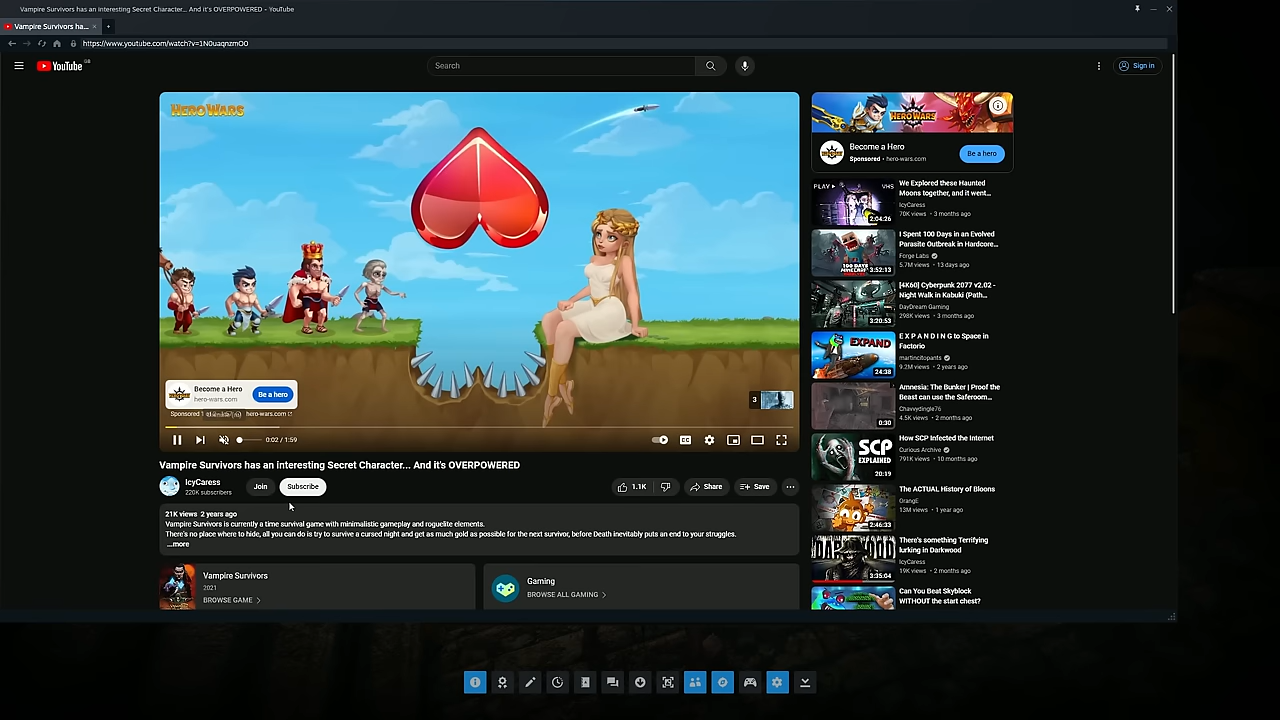 Vampire Survivors has an interesting Secret Character... And it's OVERPOWERED - YouTube
Vampire Survivors ha...
https://www.youtube.com/watch?v=1N0uaqnzmO0
YouTube GB
Search
Sign in
HERO WARS
Become a Hero
hero-wars.com
Be a hero
Sponsored 1
hero-wars.com
3
0:02 / 1:59
Vampire Survivors has an interesting Secret Character... And it's OVERPOWERED
IcyCaress
220K subscribers
Join
Subscribe
1.1K
Share
Save
21K views 2 years ago
Vampire Survivors is currently a time survival game with minimalistic gameplay and roguelite elements.
There's no place where to hide, all you can do is try to survive a cursed night and get as much gold as possible for the next survivor, before Death inevitably puts an end to your struggles.
...more
Vampire Survivors
2021
BROWSE GAME
Gaming
BROWSE ALL GAMING
HERO WARS
Become a Hero
Sponsored • hero-wars.com
Be a hero
PLAY
VHS
2:04:26
We Explored these Haunted
Moons together, and it went...
IcyCaress
70K views • 3 months ago
100 DAYS
3:52:13
I Spent 100 Days in an Evolved
Parasite Outbreak in Hardcore...
Forge Labs
5.7M views • 13 days ago
3:20:53
[4K60] Cyberpunk 2077 v2.02 -
Night Walk in Kabuki (Path...
DayDream Gaming
298K views • 3 months ago
EXPAND
24:38
E X P A N D I N G to Space in
Factorio
martincitopants
9.2M views • 2 years ago
0:30
Amnesia: The Bunker | Proof the
Beast can use the Saferoom...
Chavvydingle76
4.5K views • 2 months ago
SCP
EXPLAINED
20:19
How SCP Infected the Internet
Curious Archive
791K views • 10 months ago
2:46:33
The ACTUAL History of Bloons
OrangE
13M views • 1 year ago
DARKWOOD
3:35:04
There's something Terrifying
lurking in Darkwood
IcyCaress
19K views • 2 months ago
Can You Beat Skyblock
WITHOUT the start chest?